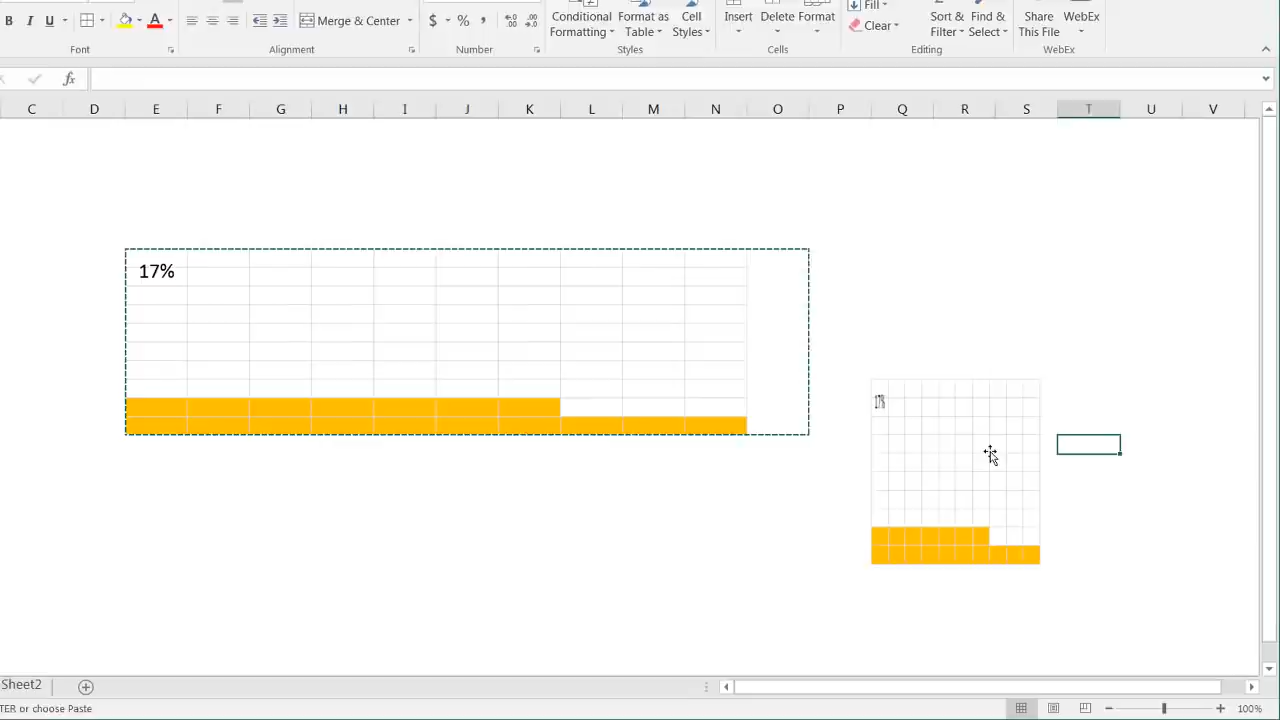 B I U A Merge & Center $ % , Conditional Format as Cell Insert Delete Format Fill Clear Sort & Find & Share WebEx
Formatting Table Styles Filter Select This File
Font Alignment Number Styles Cells Editing WebEx
fx
C D E F G H I J K L M N O P Q R S T U V
17%
17%
Sheet2
TER or choose Paste 100%